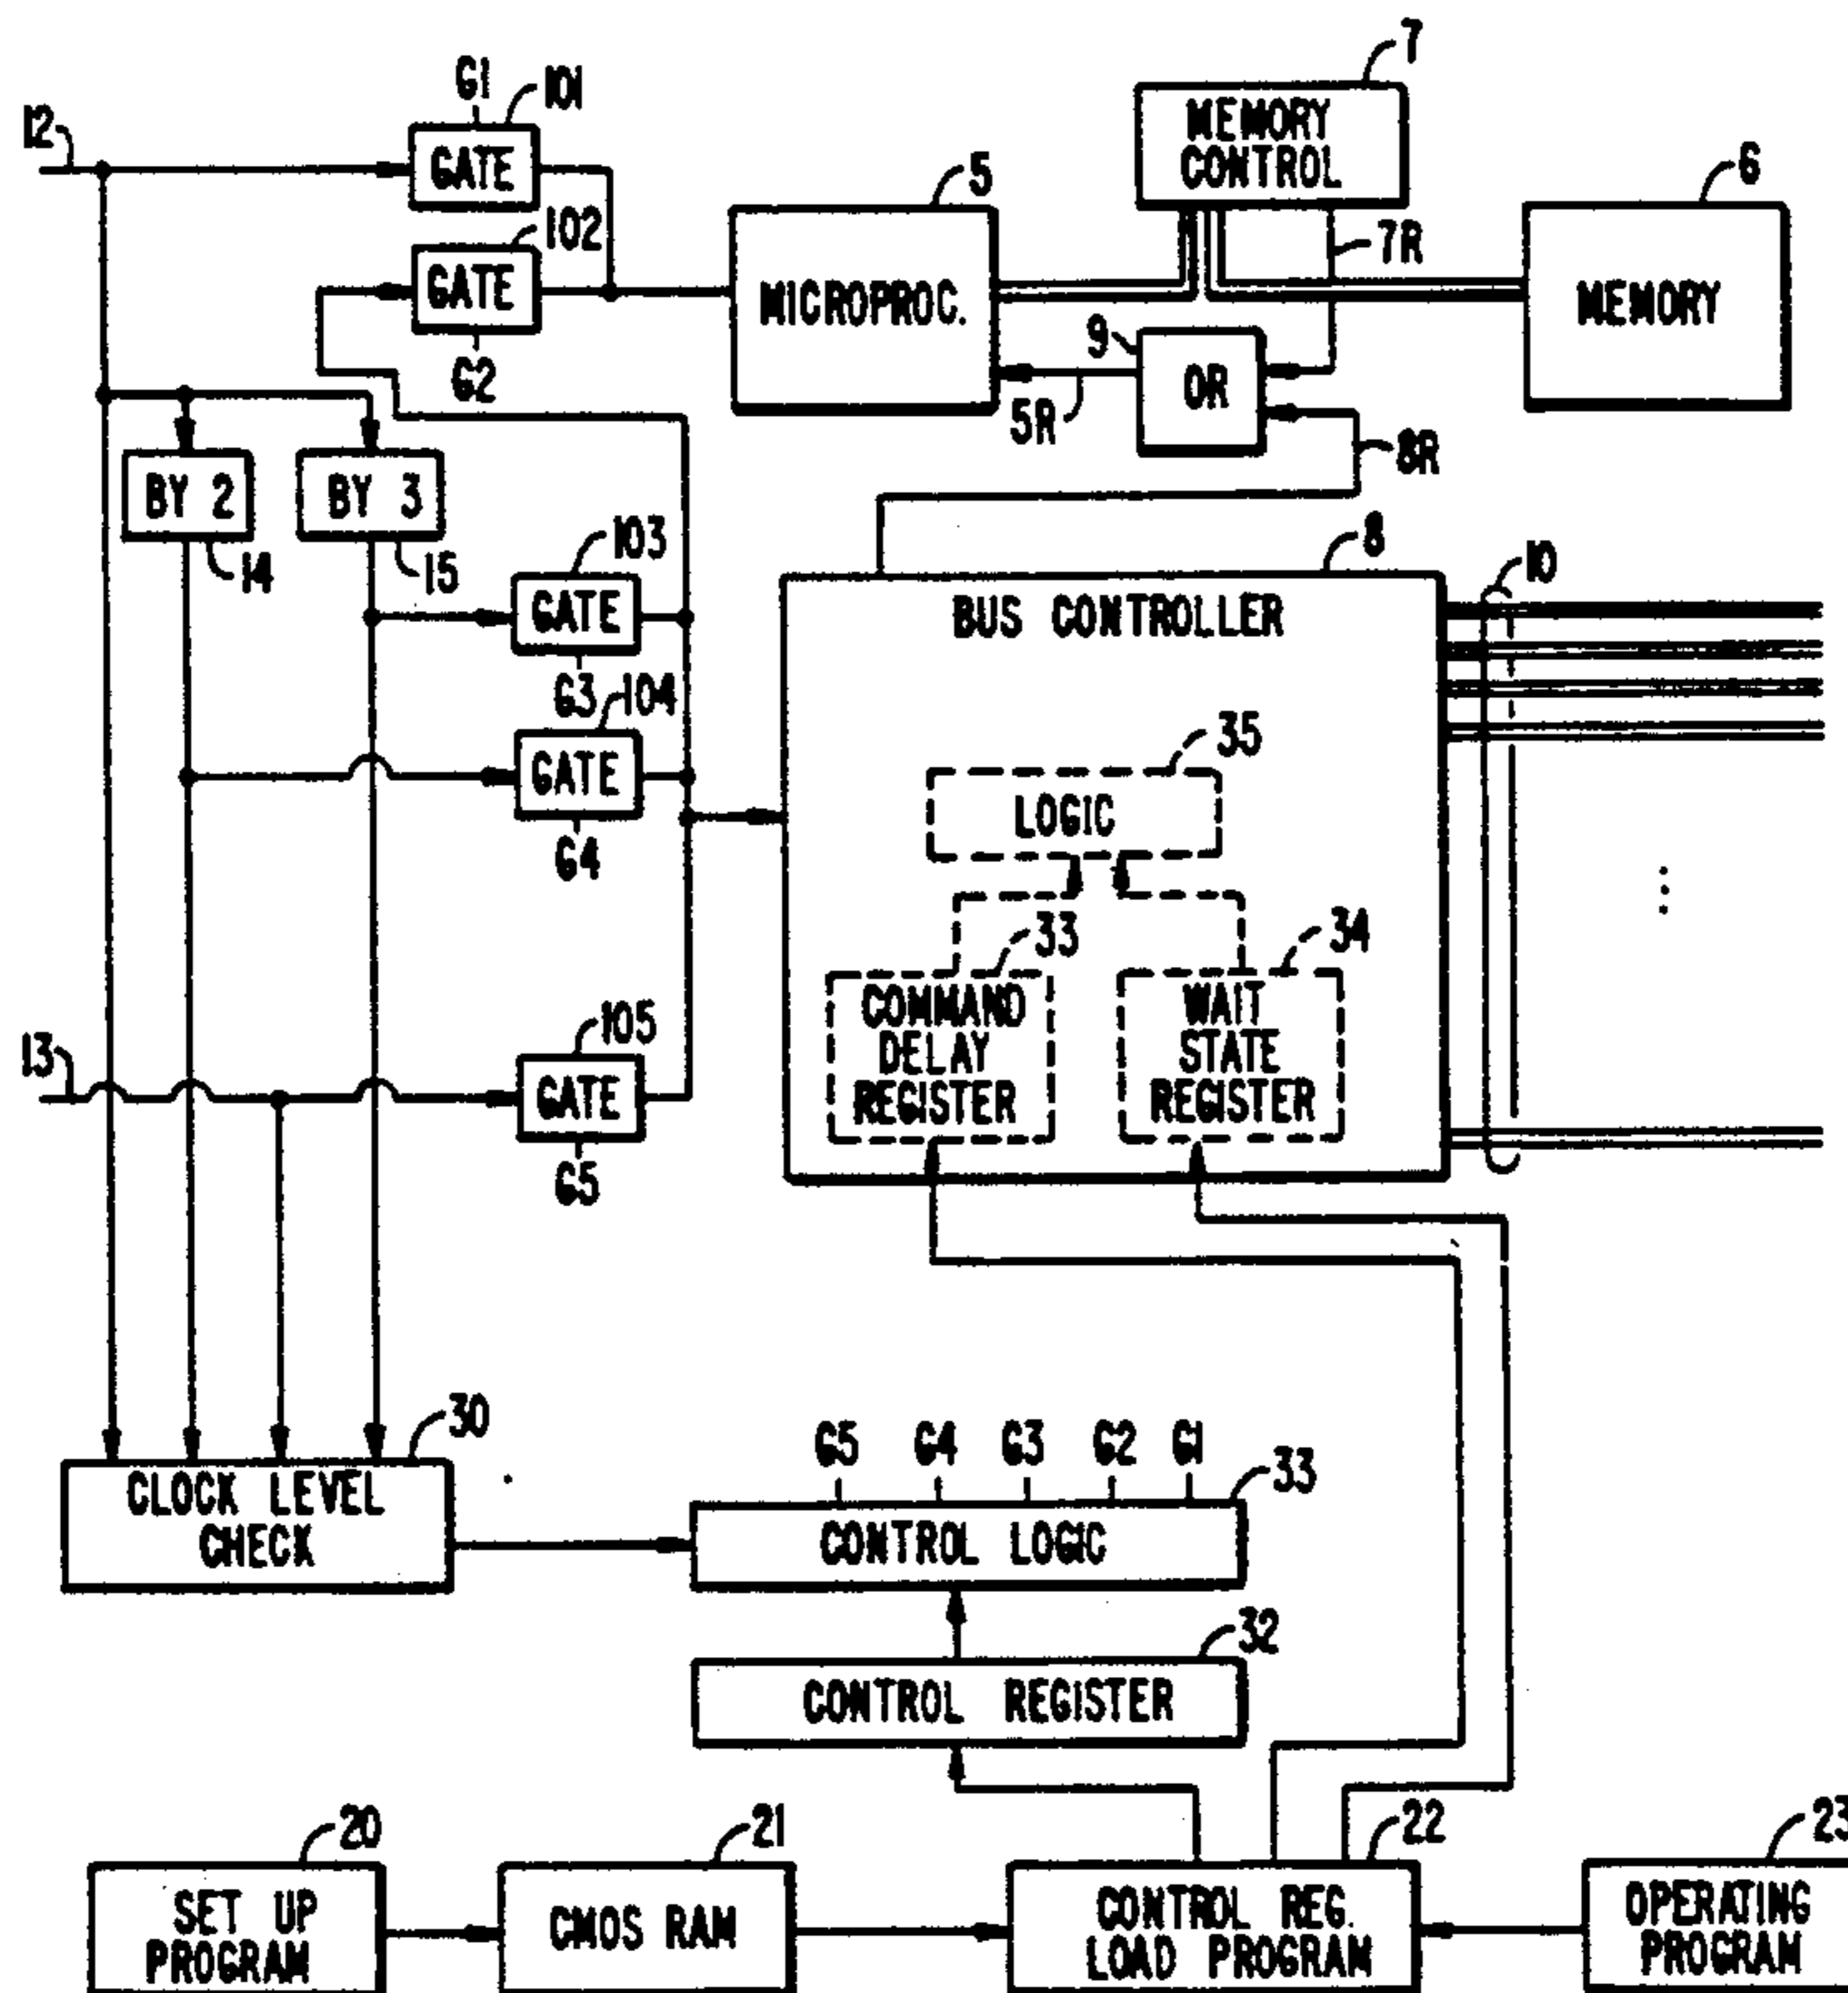 7
G1
101
12
GATE
MEMORY
CONTROL
5
6
102
7R
GATE
MICROPROC.
MEMORY
9
OR
G2
5R
8R
BY 2
BY 3
14
15
103
8
10
GATE
BUS CONTROLLER
G3
104
35
GATE
LOGIC
G4
33
34
COMMAND
DELAY
REGISTER
WAIT
STATE
REGISTER
13
105
GATE
G5
30
G5 G4 G3 G2 G1
33
CLOCK LEVEL
CHECK
CONTROL LOGIC
32
CONTROL REGISTER
20
21
22
23
SET UP
PROGRAM
CMOS RAM
CONTROL REG.
LOAD PROGRAM
OPERATING
PROGRAM